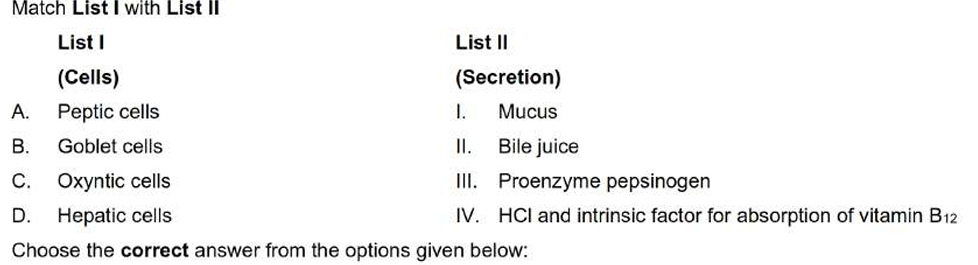 Match List I with List II
List I List II
(Cells) (Secretion)
A. Peptic cells I. Mucus
B. Goblet cells II. Bile juice
C. Oxyntic cells III. Proenzyme pepsinogen
D. Hepatic cells IV. HCl and intrinsic factor for absorption of vitamin B₁₂
Choose the correct answer from the options given below: